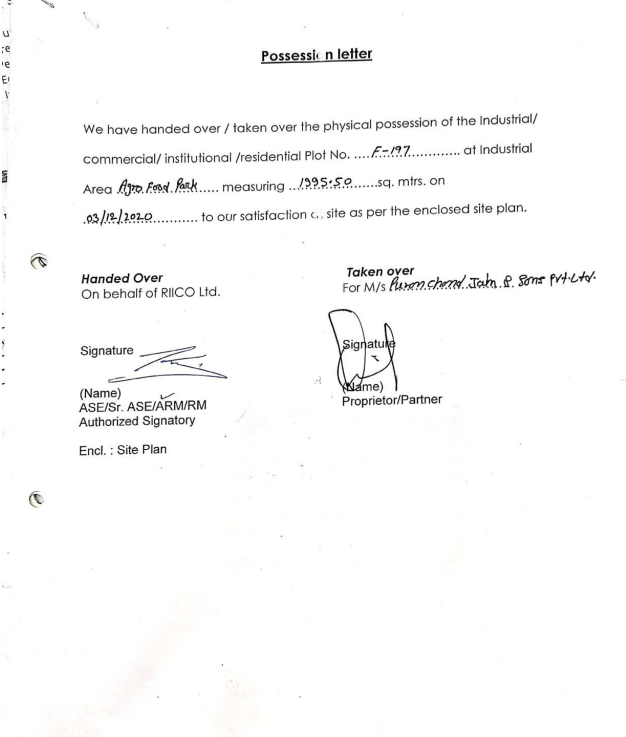 Possession letter
We have handed over / taken over the physical possession of the Industrial/
commercial/ institutional /residential Plot No. ....F-197............. at Industrial
Area Agro Food Park..... measuring ...1995.50.......sq. mtrs. on
.03/12/2020........... to our satisfaction site as per the enclosed site plan.
Handed Over
On behalf of RIICO Ltd.
Taken over
For M/s Puran chand Jain & Sons Pvt. Ltd.
Signature
(Name)
ASE/Sr. ASE/ARM/RM
Authorized Signatory
Signature
(Name)
Proprietor/Partner
Encl. : Site Plan